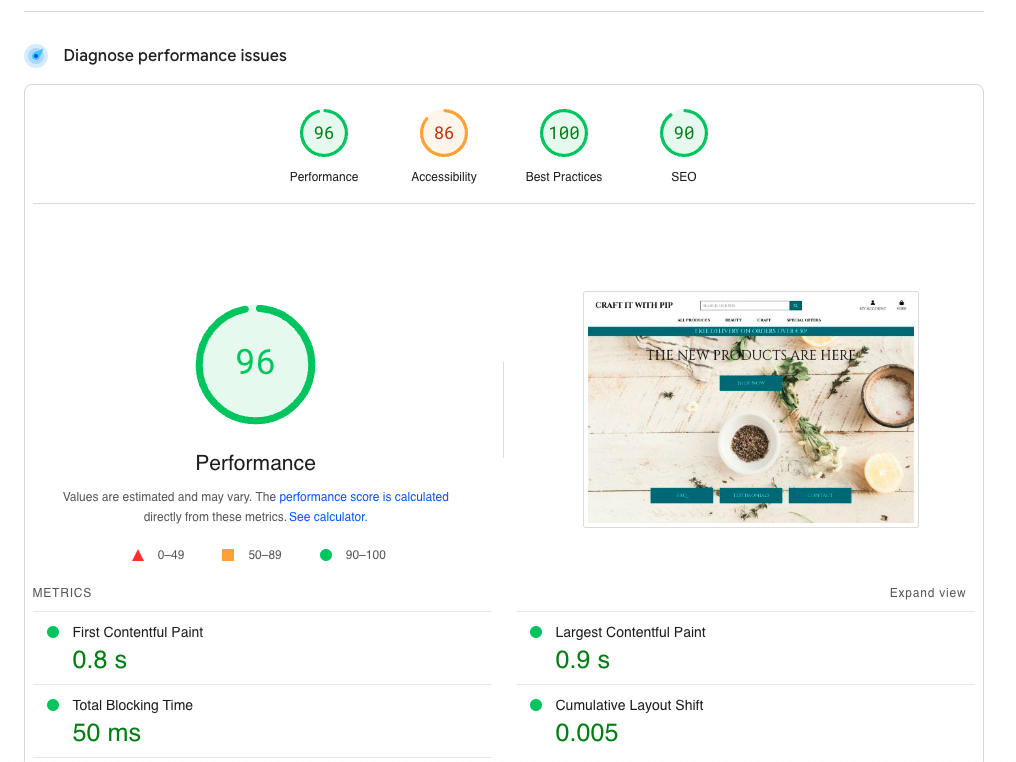 Diagnose performance issues
96
86
100
90
Performance
Accessibility
Best Practices
SEO
CRAFT IT WITH PIP
MY ACCOUNT
ALL PRODUCTS BEAUTY CRAFT SPECIAL OFFERS
FREE DELIVERY ON ORDERS OVER
THE NEW PRODUCTS ARE HERE
SHOP NOW
FAQ TESTIMONIALS CONTACT
96
Performance
Values are estimated and may vary. The performance score is calculated
directly from these metrics. See calculator.
0–49 50–89 90–100
METRICS
Expand view
First Contentful Paint
0.8 s
Largest Contentful Paint
0.9 s
Total Blocking Time
50 ms
Cumulative Layout Shift
0.005